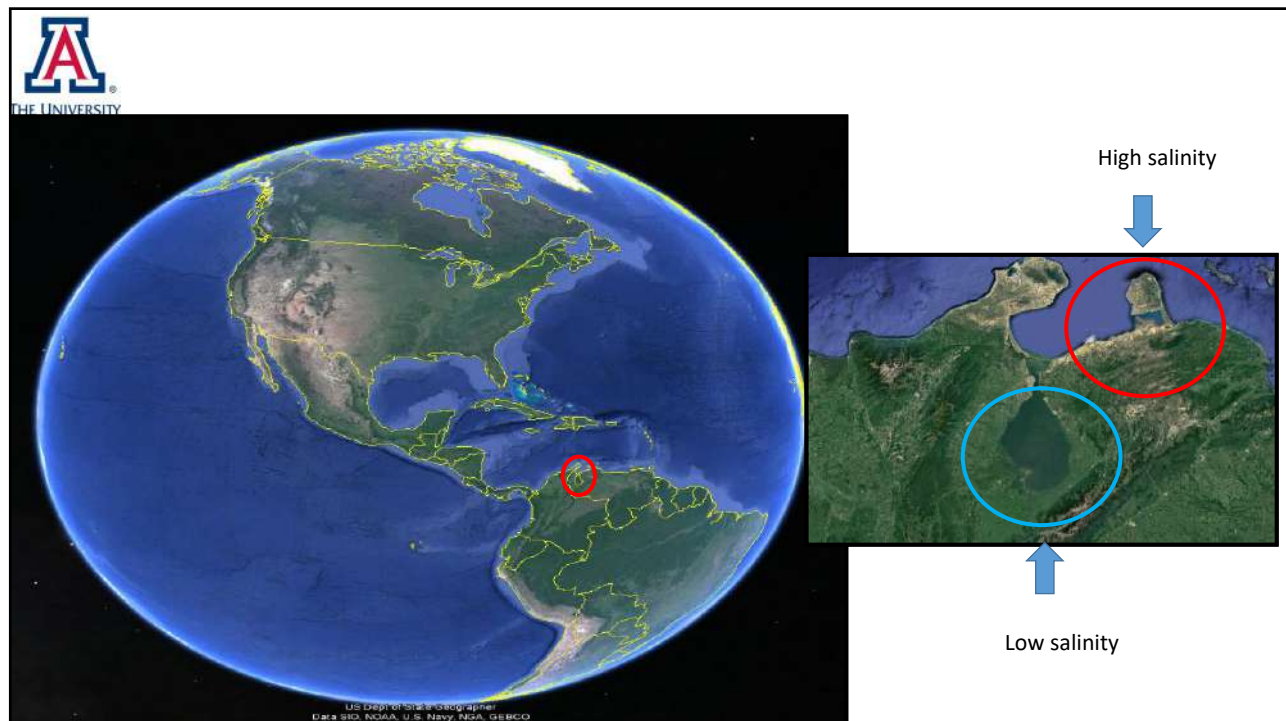 A
®
THE UNIVERSITY
High salinity
Low salinity
US Dept of State Geographer
Data SIO, NOAA, U.S. Navy, NGA, GEBCO